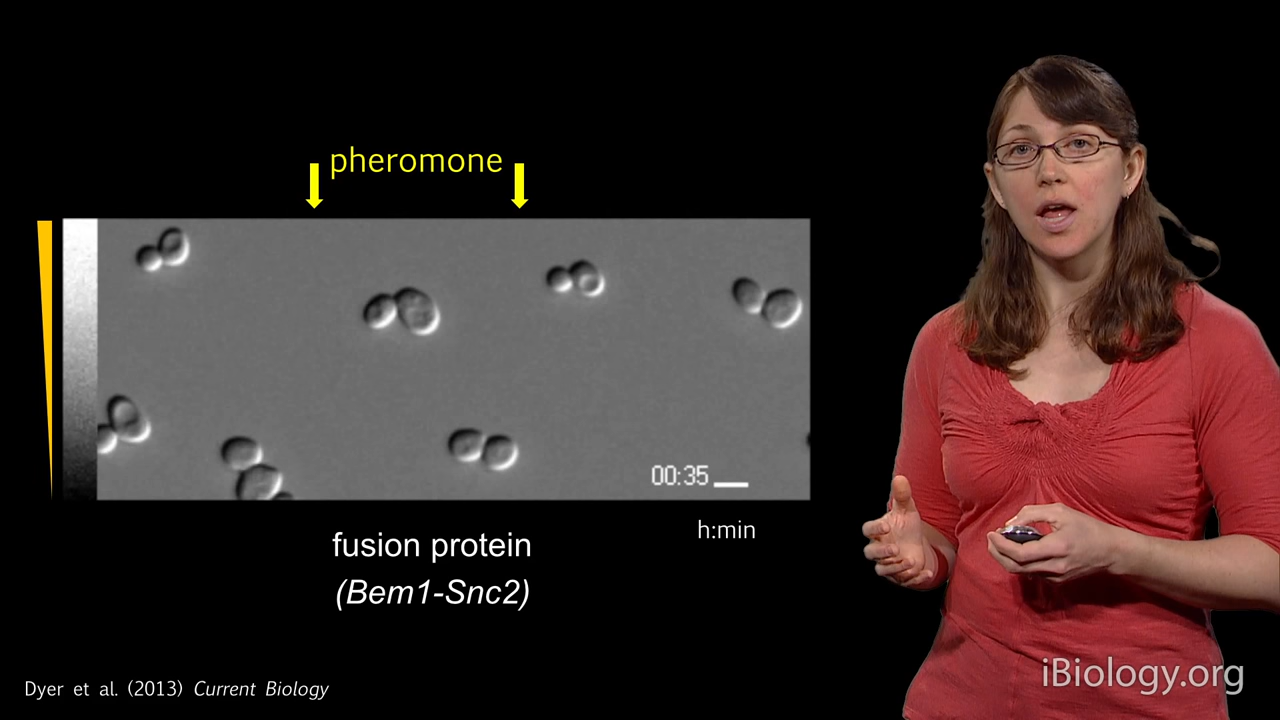 pheromone
00:35
h:min
fusion protein
(Bem1-Snc2)
Dyer et al. (2013) Current Biology
iBiology.org